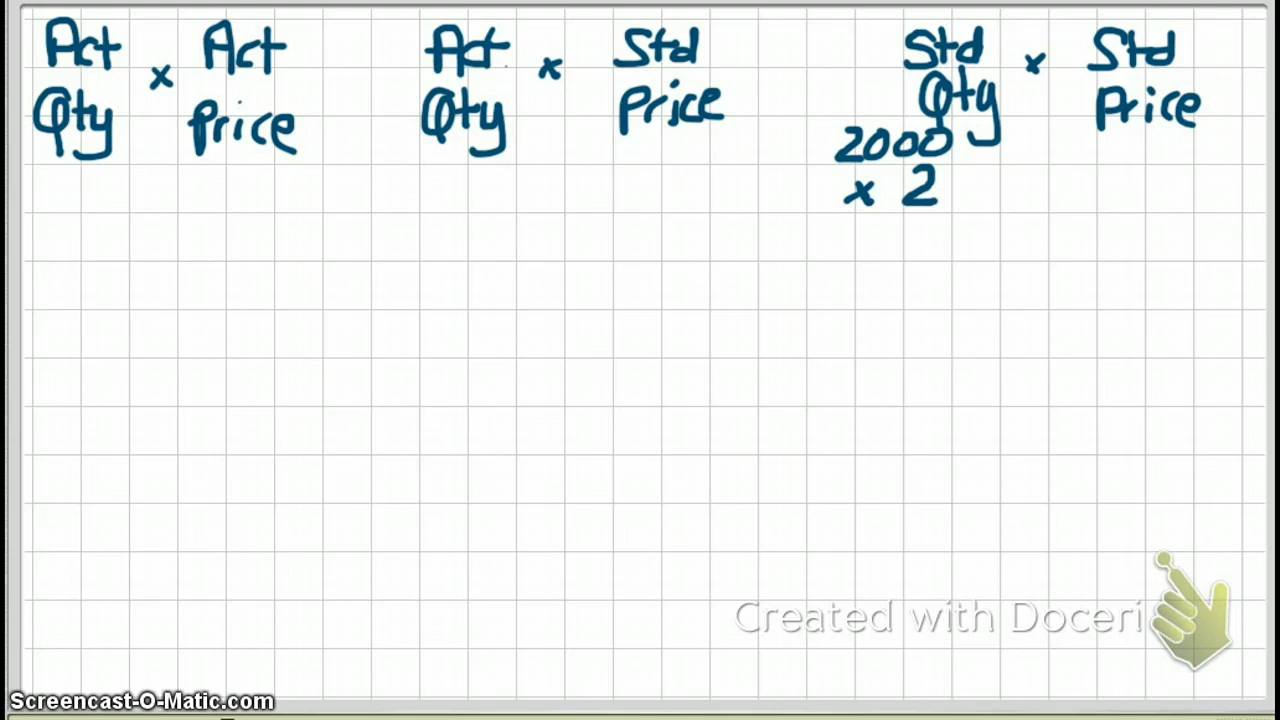 Act Act Act Std Std Std
x x x
Qty Price Qty Price Qty Price
2000
x 2
Created with Doceri
Screencast-O-Matic.com